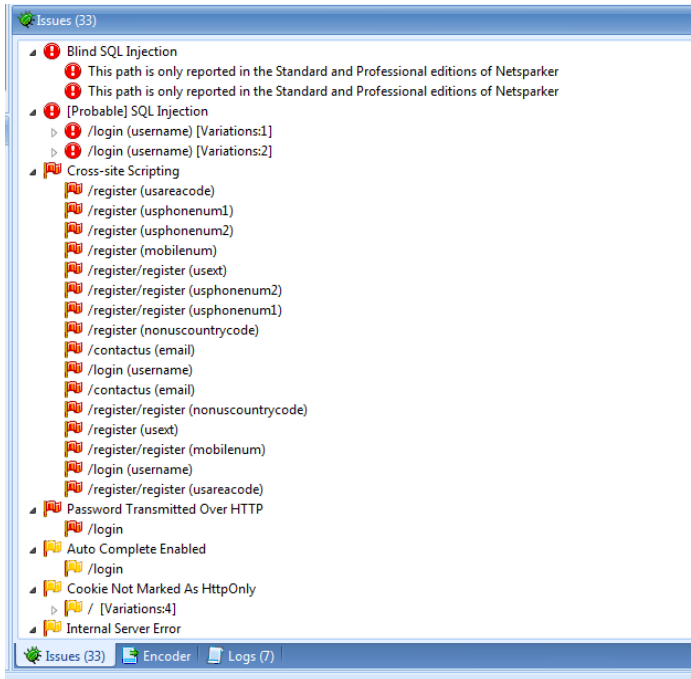 Issues (33)
Blind SQL Injection
This path is only reported in the Standard and Professional editions of Netsparker
This path is only reported in the Standard and Professional editions of Netsparker
[Probable] SQL Injection
/login (username) [Variations:1]
/login (username) [Variations:2]
Cross-site Scripting
/register (usareacode)
/register (usphonenum1)
/register (usphonenum2)
/register (mobilenum)
/register/register (usext)
/register/register (usphonenum2)
/register/register (usphonenum1)
/register (nonuscountrycode)
/contactus (email)
/login (username)
/contactus (email)
/register/register (nonuscountrycode)
/register (usext)
/register/register (mobilenum)
/login (username)
/register/register (usareacode)
Password Transmitted Over HTTP
/login
Auto Complete Enabled
/login
Cookie Not Marked As HttpOnly
/ [Variations:4]
Internal Server Error
Issues (33) Encoder Logs (7)